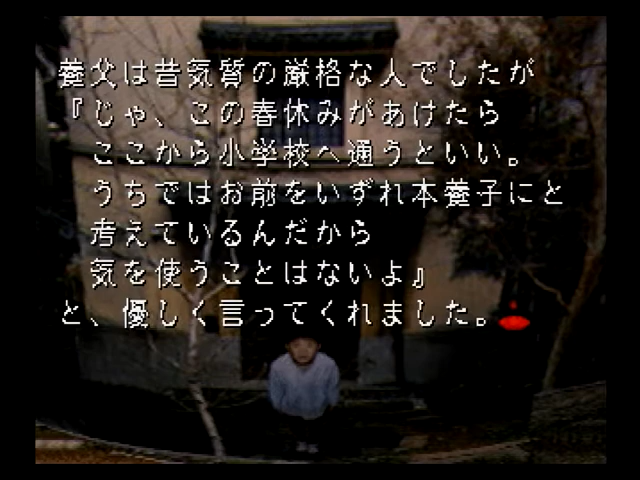 養父は昔気質の厳格な人でしたが
『じゃ、この春休みがあけたら
ここから小学校へ通うといい。
うちではお前をいずれ本養子にと
考えているんだから
気を使うことはないよ』
と、優しく言ってくれました。